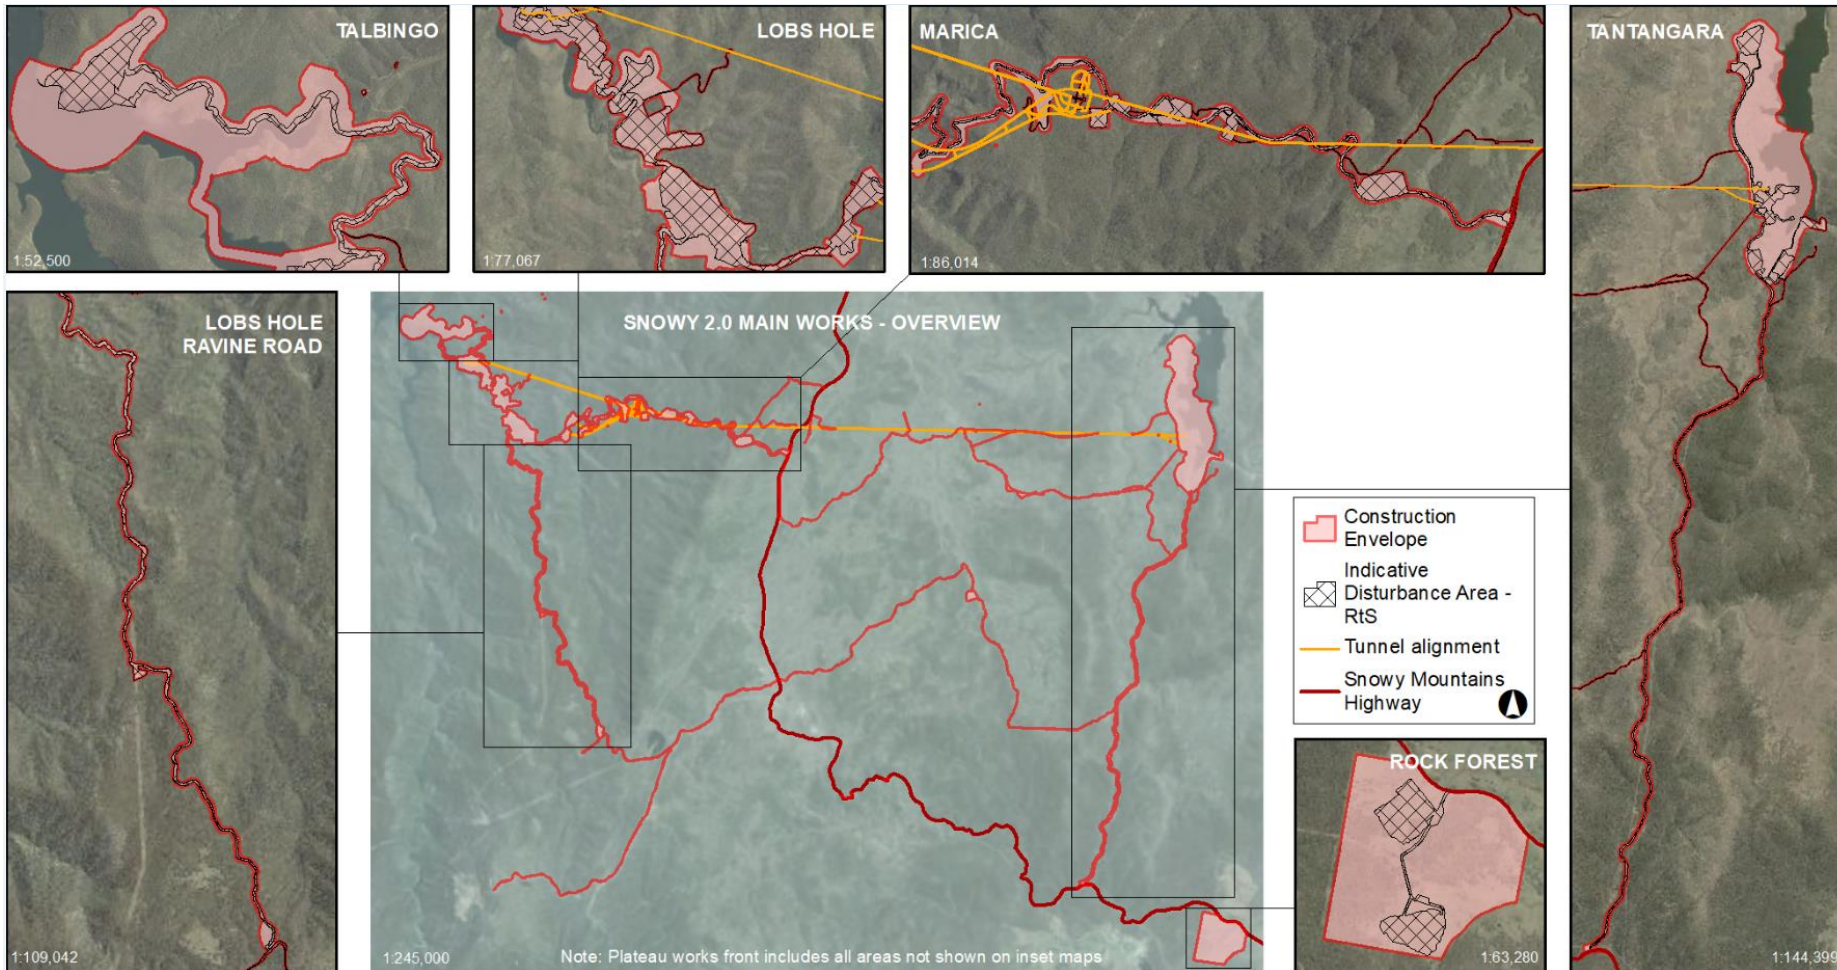 TALBINGO
1:52,500
LOBS HOLE
1:77,067
MARICA
1:86,014
TANTANGARA
1:144,399
LOBS HOLE
RAVINE ROAD
1:109,042
SNOWY 2.0 MAIN WORKS - OVERVIEW
1:245,000
Note: Plateau works front includes all areas not shown on inset maps
Construction
Envelope
Indicative
Disturbance Area -
RtS
Tunnel alignment
Snowy Mountains
Highway
ROCK FOREST
1:63,280